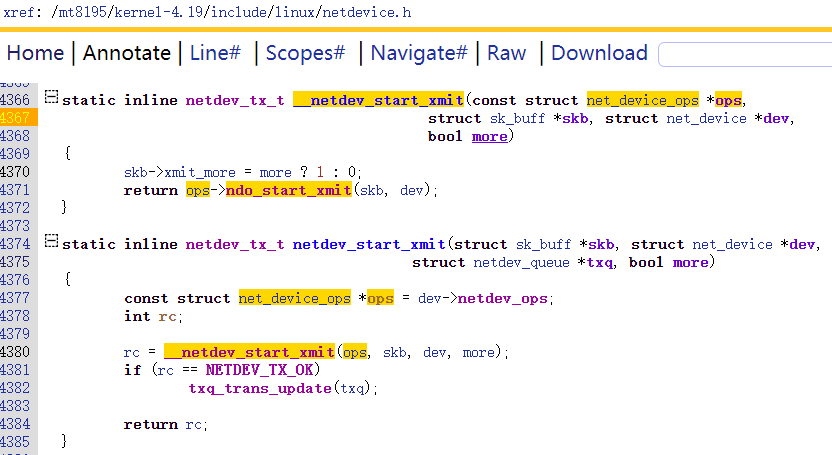 xref: /mt8195/kernel-4.19/include/linux/netdevice.h
Home | Annotate | Line# | Scopes# | Navigate# | Raw | Download
4366 static inline netdev_tx_t __netdev_start_xmit(const struct net_device_ops *ops,
4367 struct sk_buff *skb, struct net_device *dev,
4368 bool more)
4369 {
4370 skb->xmit_more = more ? 1 : 0;
4371 return ops->ndo_start_xmit(skb, dev);
4372 }
4373
4374 static inline netdev_tx_t netdev_start_xmit(struct sk_buff *skb, struct net_device *dev,
4375 struct netdev_queue *txq, bool more)
4376 {
4377 const struct net_device_ops *ops = dev->netdev_ops;
4378 int rc;
4379
4380 rc = __netdev_start_xmit(ops, skb, dev, more);
4381 if (rc == NETDEV_TX_OK)
4382 txq_trans_update(txq);
4383
4384 return rc;
4385 }